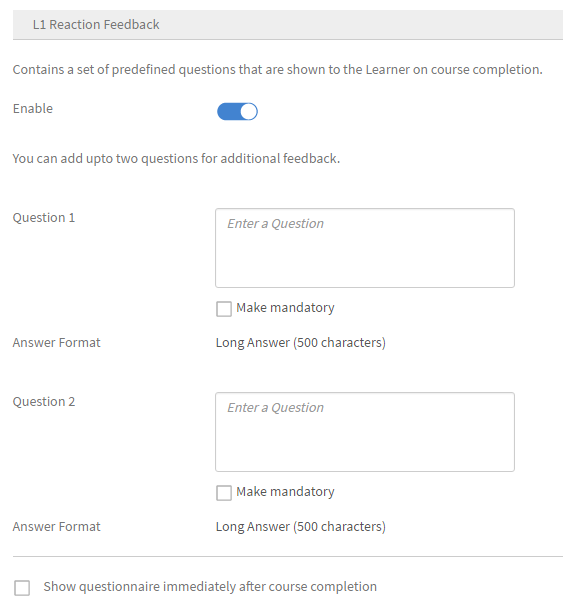 L1 Reaction Feedback
Contains a set of predefined questions that are shown to the Learner on course completion.
Enable
You can add upto two questions for additional feedback.
Question 1
Enter a Question
Make mandatory
Answer Format
Long Answer (500 characters)
Question 2
Enter a Question
Make mandatory
Answer Format
Long Answer (500 characters)
Show questionnaire immediately after course completion